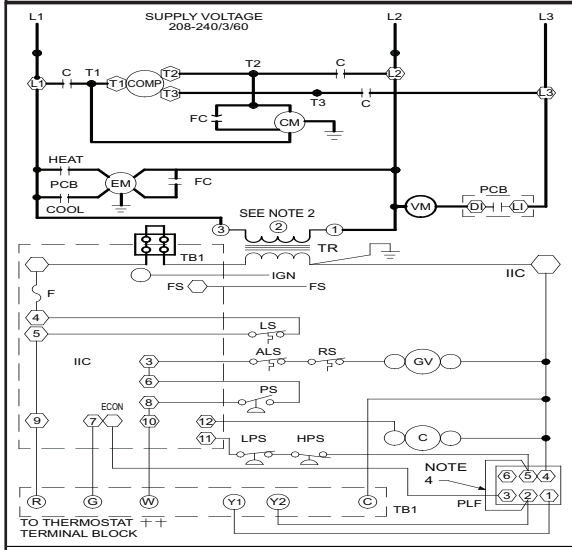 L1 SUPPLY VOLTAGE L2 L3
208-240/3/60
C T1 T2 T2 C
L1 T1 COMP T3 L2
T3 C L3
FC CM
HEAT
PCB EM FC PCB
COOL VM DI LI
SEE NOTE 2
3 2 1
TR
TB1
IGN IIC
FS FS
F
4 LS
5
IIC 3 ALS RS GV
6 PS
8
ECON
9 7 10 12 C
11 LPS HPS
NOTE
4 6 5 4
PLF 3 2 1
R G W Y1 Y2 C TB1
TO THERMOSTAT ++
TERMINAL BLOCK